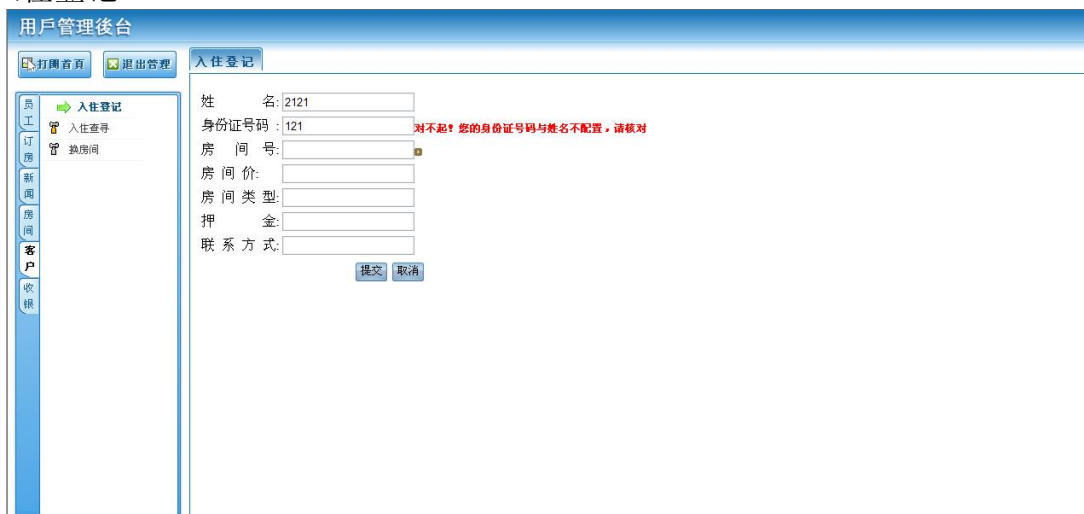 用戶管理後台
打開首頁 退出管理 入住登记
员工
订房
新闻
房间
客户
收银
入住登记
入住查寻
换房间
姓 名: 2121
身份证号码 : 121 对不起! 您的身份证号码与姓名不配置,请核对
房 间 号:
房 间 价:
房 间 类 型:
押 金:
联 系 方 式:
提交 取消